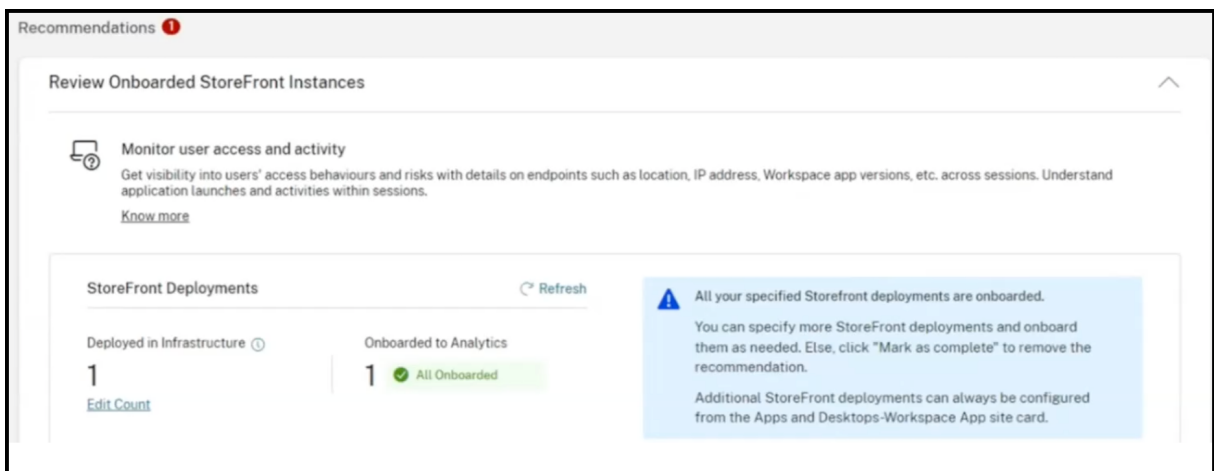 Recommendations 1
Review Onboarded StoreFront Instances
Monitor user access and activity
Get visibility into users' access behaviours and risks with details on endpoints such as location, IP address, Workspace app versions, etc. across sessions. Understand
application launches and activities within sessions.
Know more
StoreFront Deployments
Refresh
Deployed in Infrastructure
1
Edit Count
Onboarded to Analytics
1 All Onboarded
All your specified Storefront deployments are onboarded.
You can specify more StoreFront deployments and onboard
them as needed. Else, click "Mark as complete" to remove the
recommendation.
Additional StoreFront deployments can always be configured
from the Apps and Desktops-Workspace App site card.